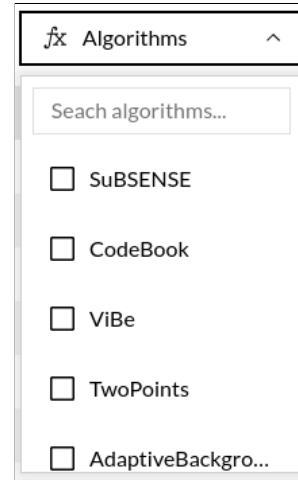 fx Algorithms
Seach algorithms...
SuBSENSE
CodeBook
ViBe
TwoPoints
AdaptiveBackgro...